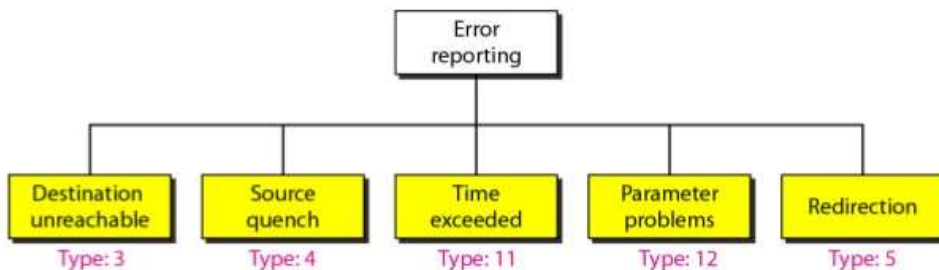 Error
reporting
Destination
unreachable
Source
quench
Time
exceeded
Parameter
problems
Redirection
Type: 3
Type: 4
Type: 11
Type: 12
Type: 5